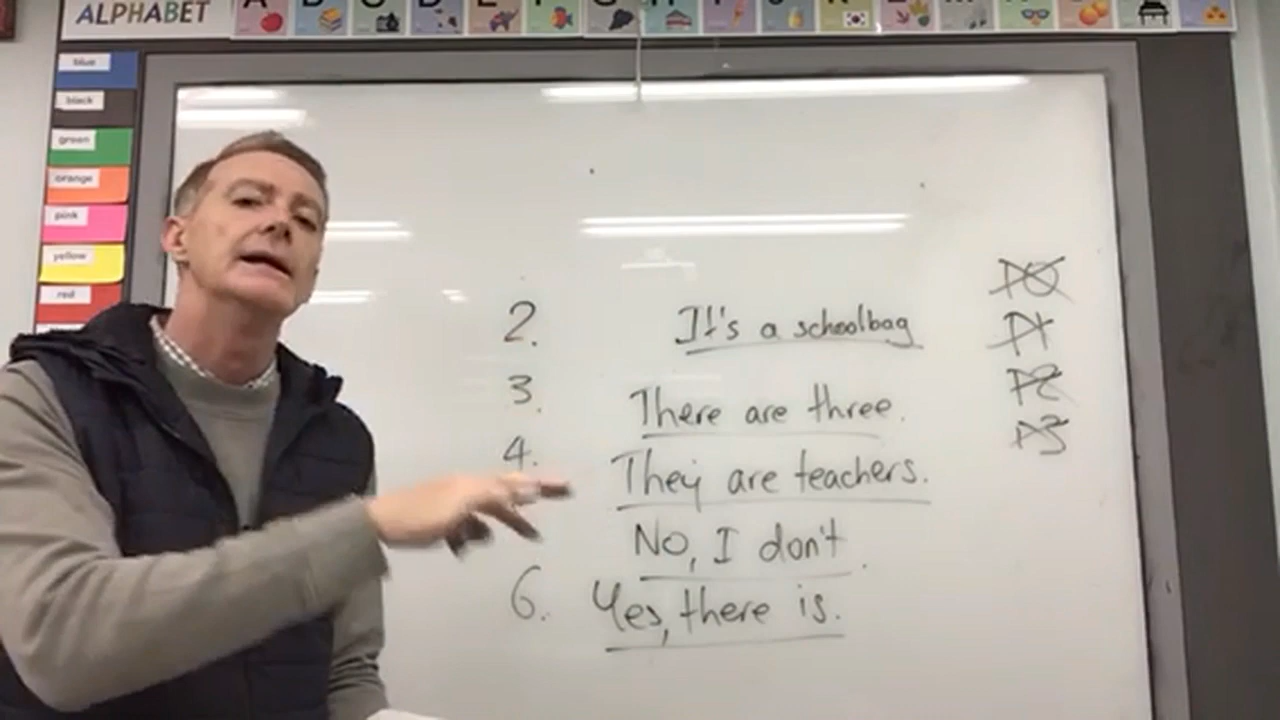 ALPHABET
blue
black
green
orange
pink
yellow
red
2. It's a schoolbag
3. There are three.
4. They are teachers.
No, I don't.
6. Yes, there is.